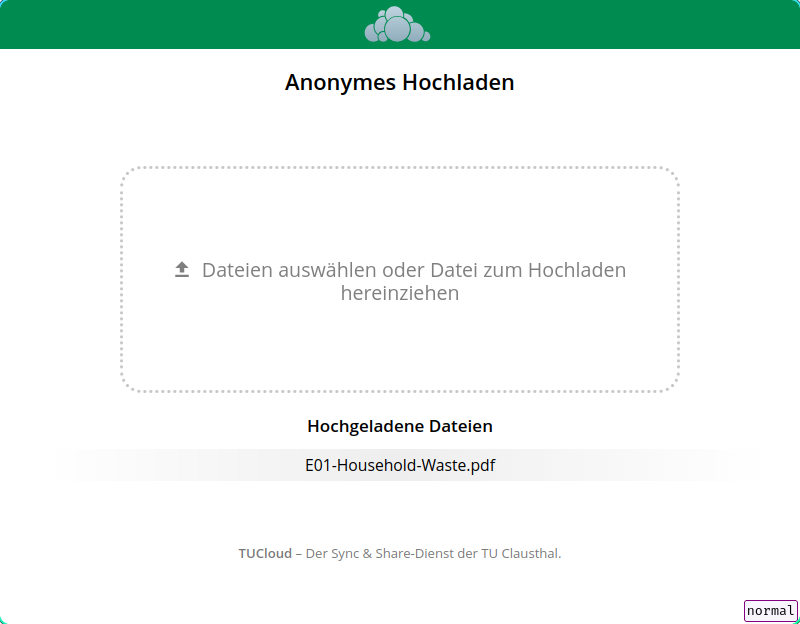 Anonymes Hochladen
Dateien auswählen oder Datei zum Hochladen
hereinziehen
Hochgeladene Dateien
E01-Household-Waste.pdf
TUCloud – Der Sync & Share-Dienst der TU Clausthal.
normal